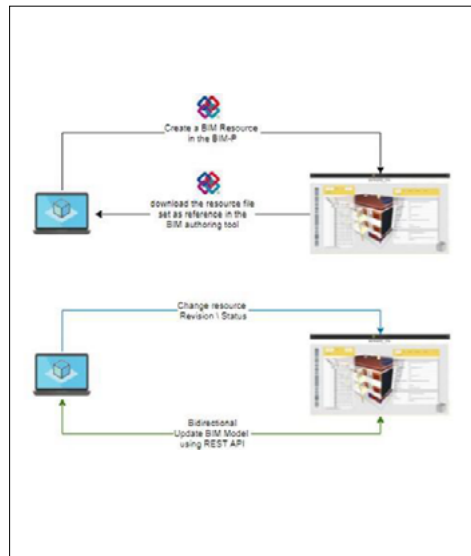 Create a BIM Resource
in the BIM-P
download the resource file
set as reference in the
BIM authoring tool
Change resource
Revision \ Status
Bidirectional
Update BIM Model
using REST API